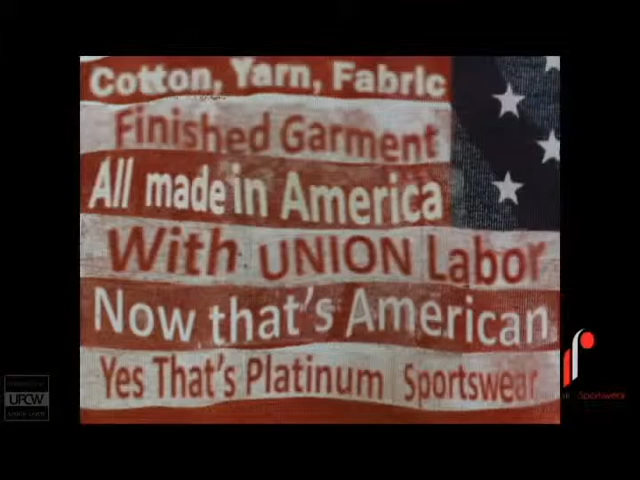 Cotton, Yarn, Fabric
Finished Garment
All made in America
With UNION Labor
Now that's American
Yes That's Platinum Sportswear
UFCW
Sportswear